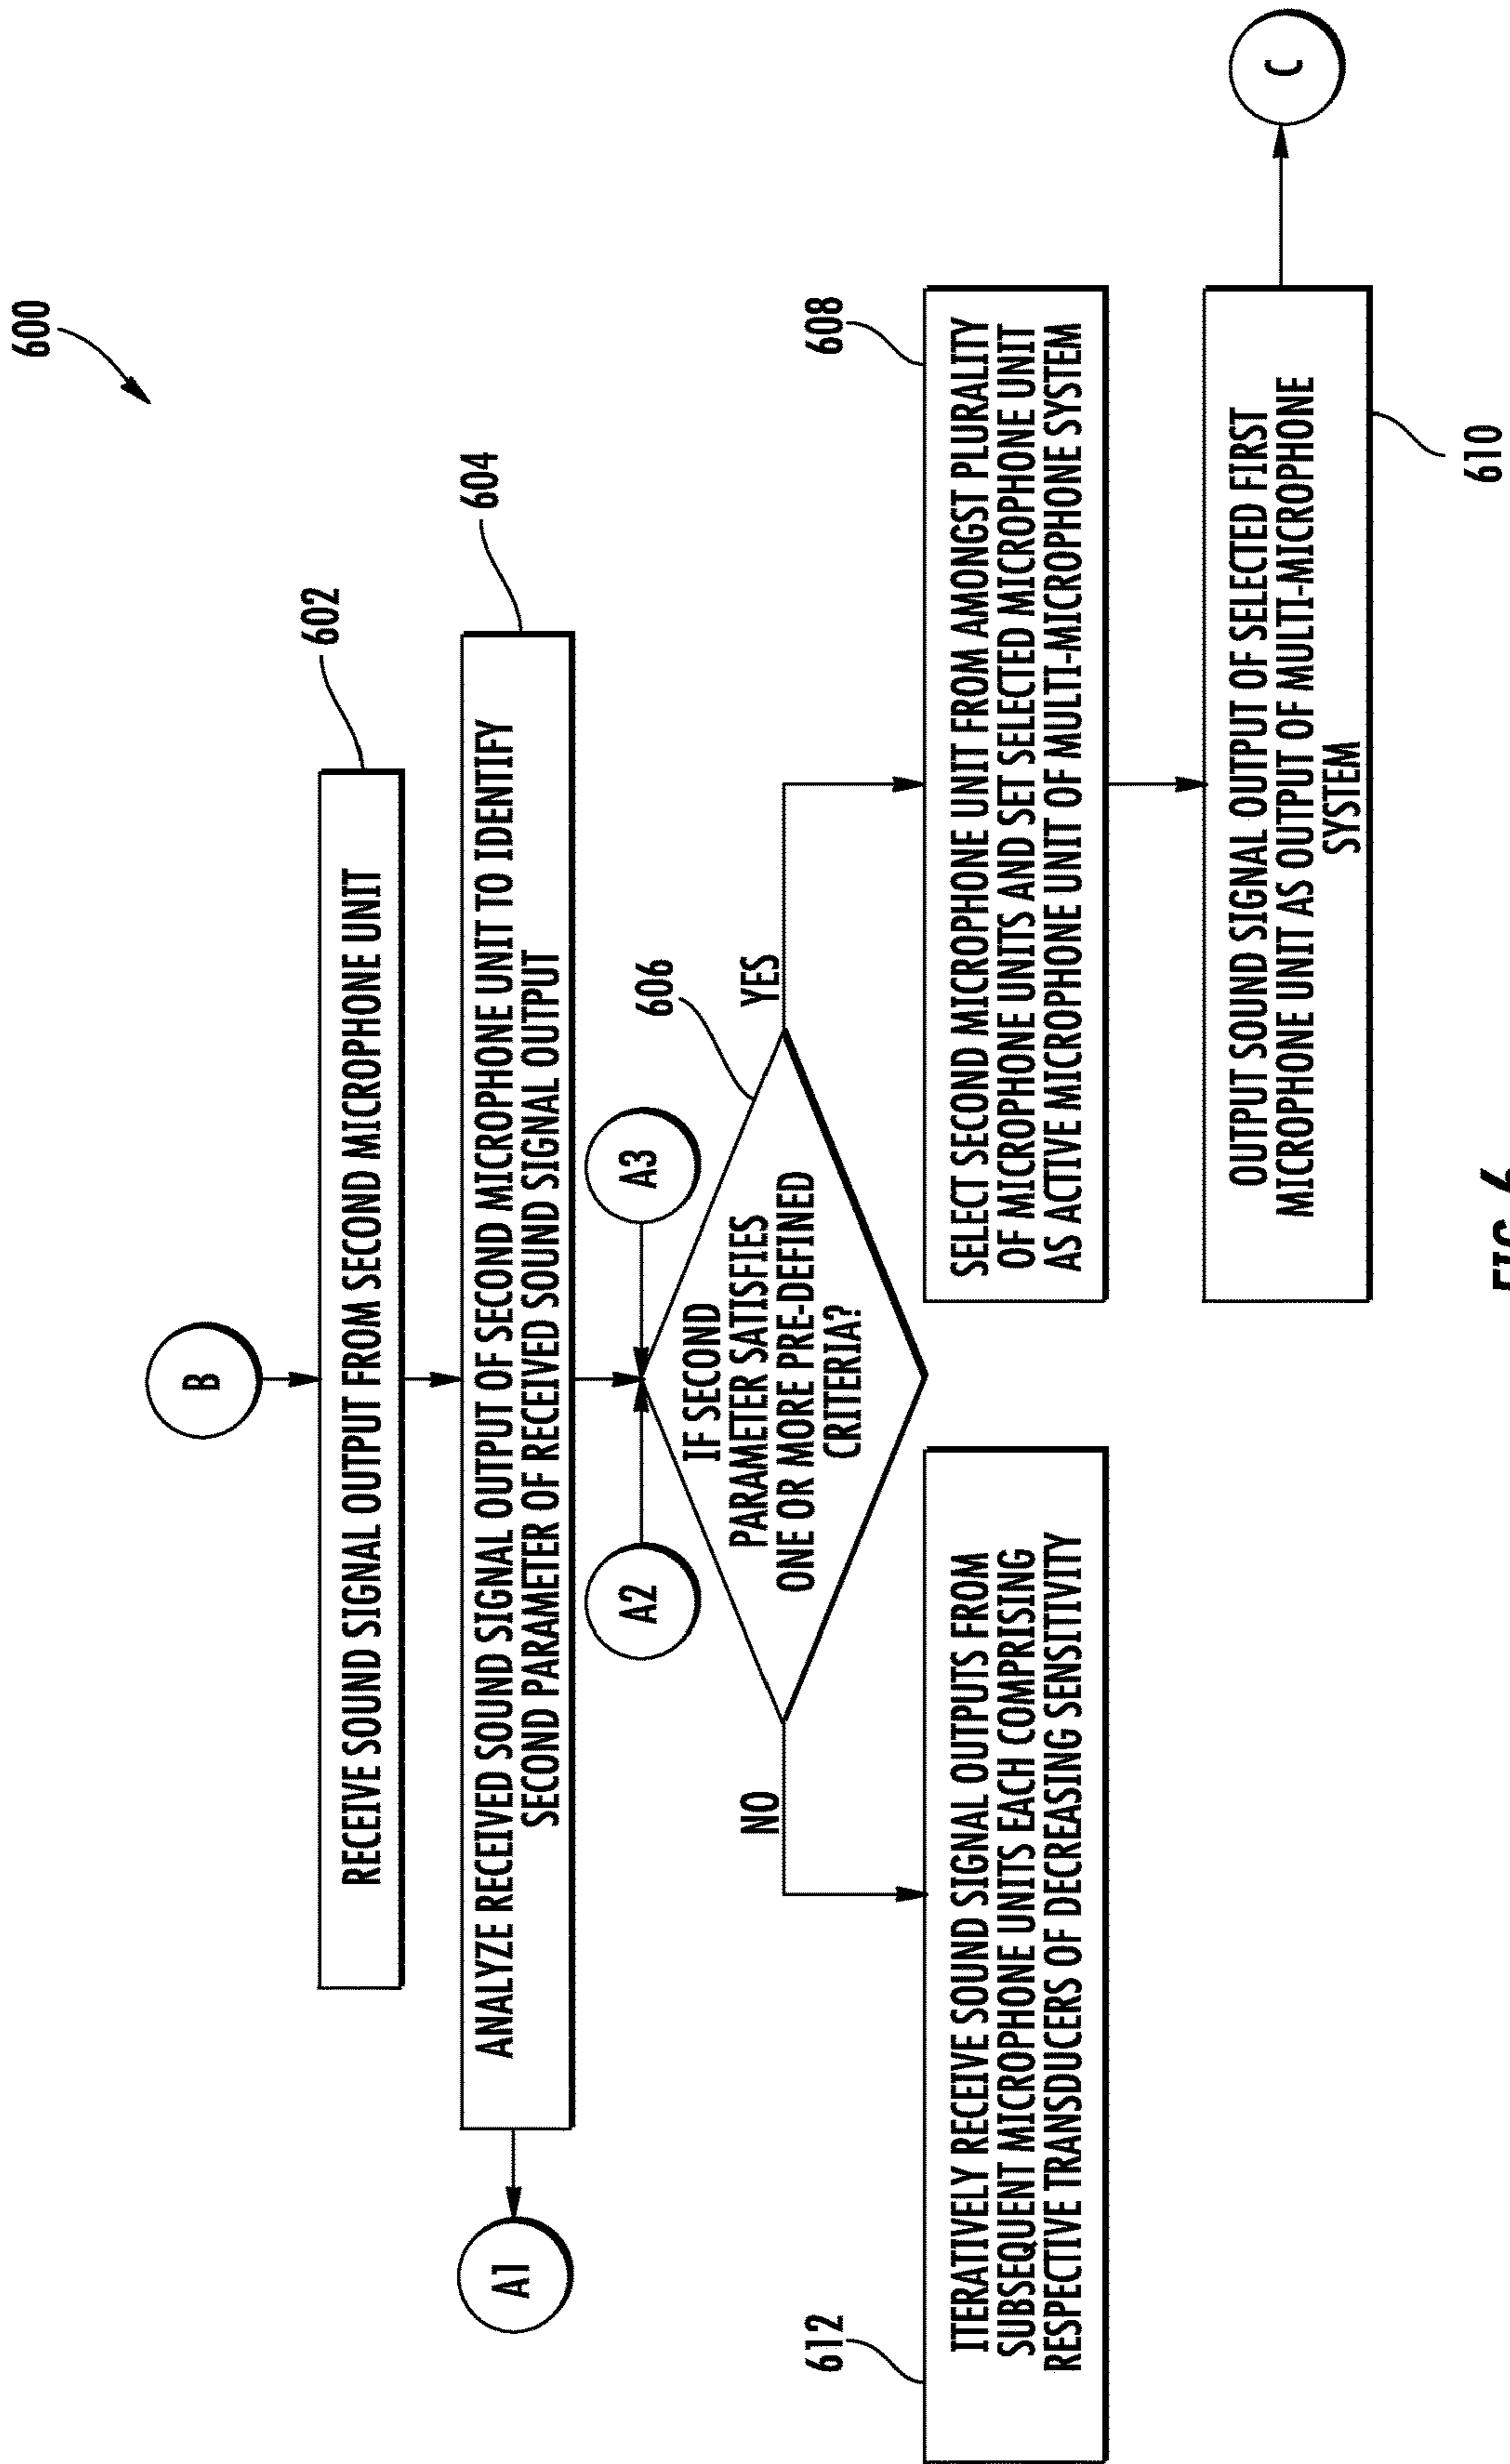 600
B
602
RECEIVE SOUND SIGNAL OUTPUT FROM SECOND MICROPHONE UNIT
604
ANALYZE RECEIVED SOUND SIGNAL OUTPUT OF SECOND MICROPHONE UNIT TO IDENTIFY
SECOND PARAMETER OF RECEIVED SOUND SIGNAL OUTPUT
A1
A2
A3
606
IF SECOND
PARAMETER SATISFIES
ONE OR MORE PRE-DEFINED
CRITERIA?
NO
YES
612
ITERATIVELY RECEIVE SOUND SIGNAL OUTPUTS FROM
SUBSEQUENT MICROPHONE UNITS EACH COMPRISING
RESPECTIVE TRANSDUCERS OF DECREASING SENSITIVITY
608
SELECT SECOND MICROPHONE UNIT FROM AMONGST PLURALITY
OF MICROPHONE UNITS AND SET SELECTED MICROPHONE UNIT
AS ACTIVE MICROPHONE UNIT OF MULTI-MICROPHONE SYSTEM
OUTPUT SOUND SIGNAL OUTPUT OF SELECTED FIRST
MICROPHONE UNIT AS OUTPUT OF MULTI-MICROPHONE
SYSTEM
610
C